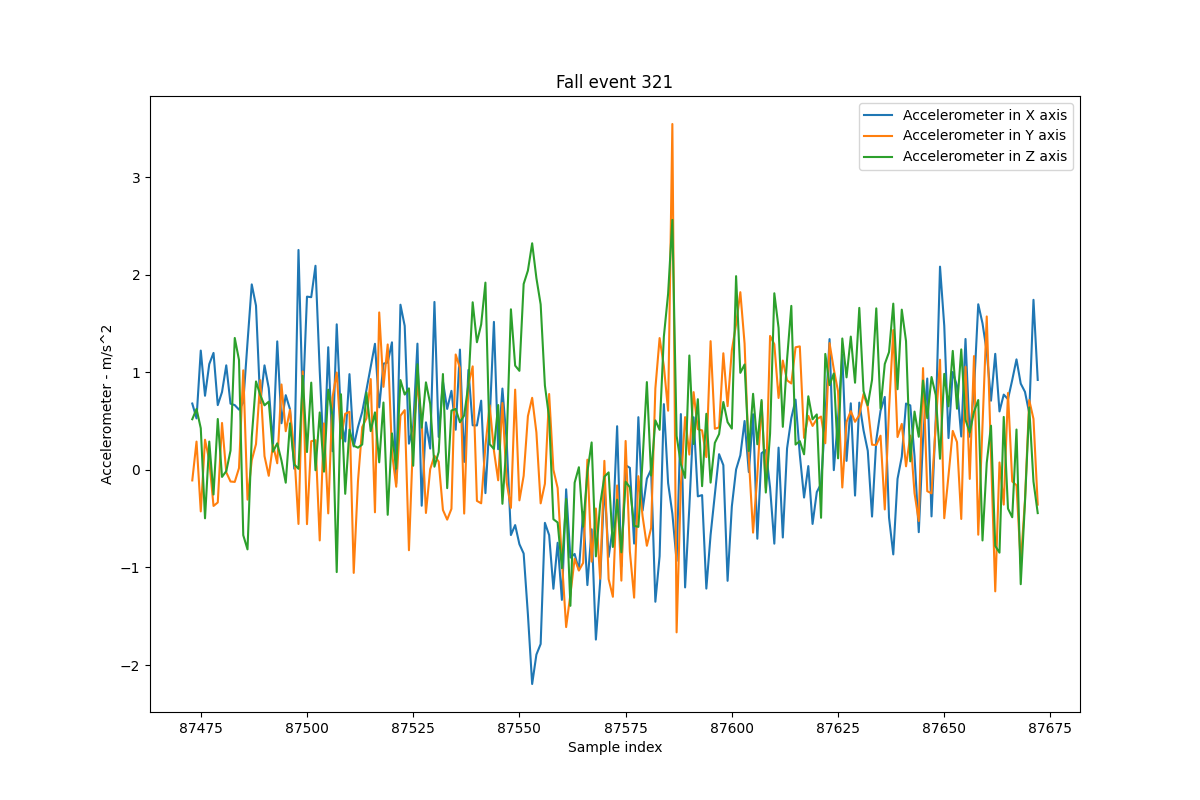 Fall event 321
Accelerometer in X axis
Accelerometer in Y axis
Accelerometer in Z axis
Accelerometer - m/s^2
3
2
1
0
−1
−2
87475 87500 87525 87550 87575 87600 87625 87650 87675
Sample index